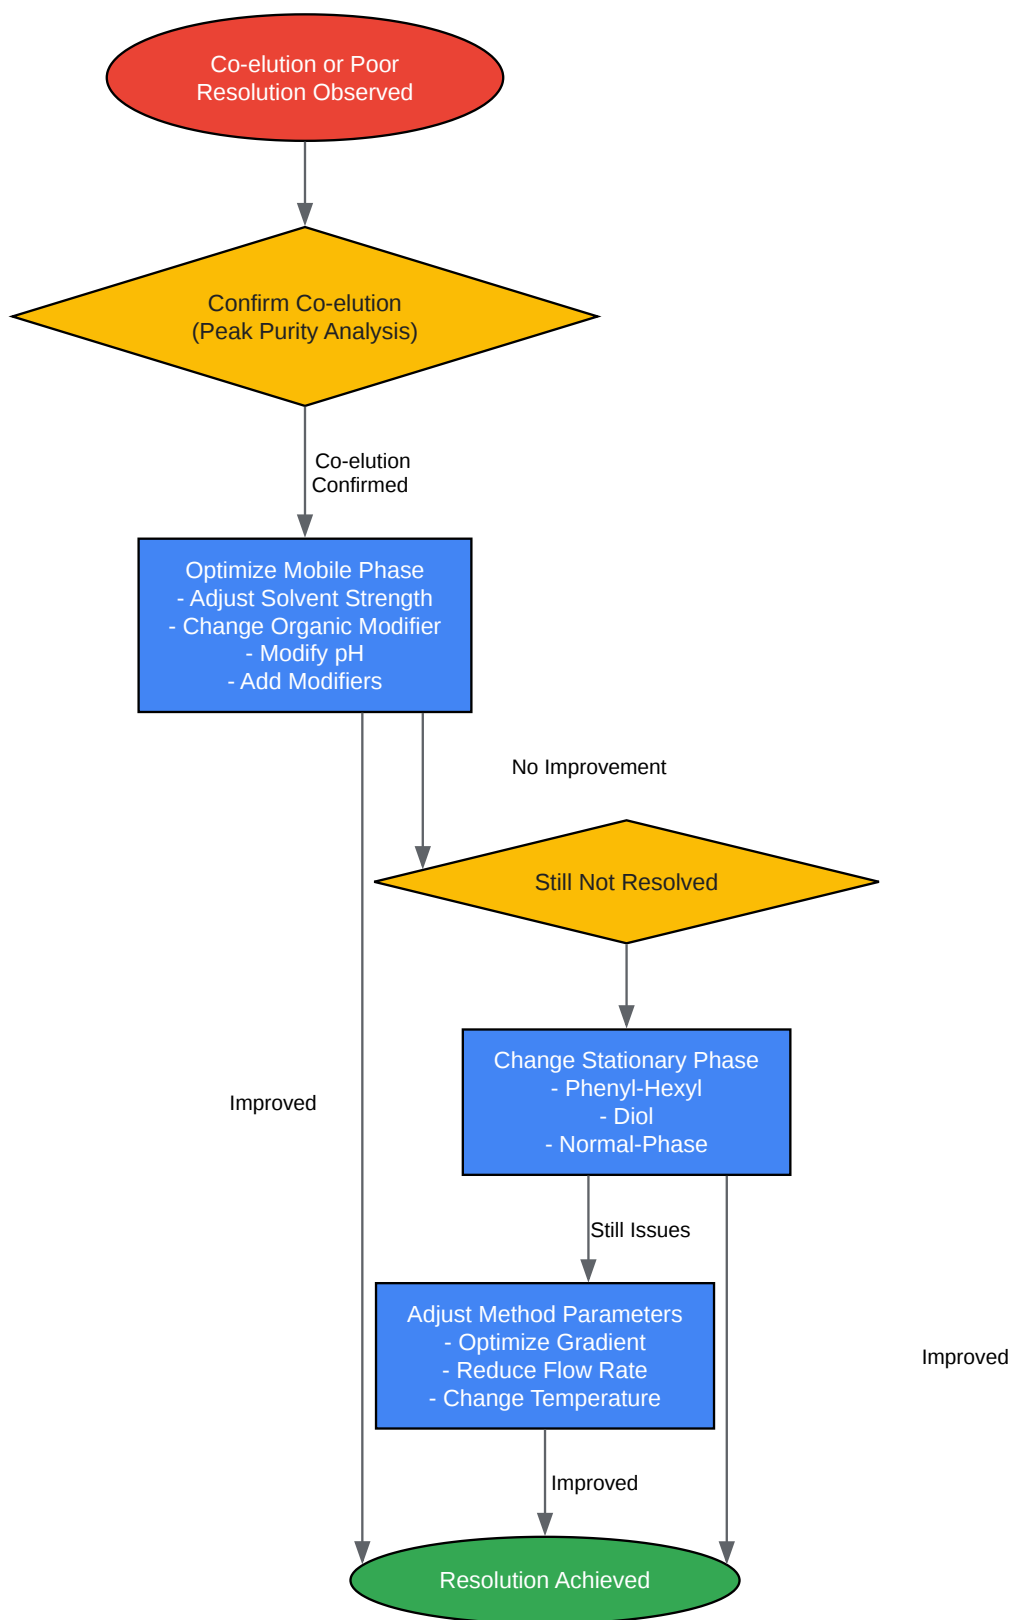 Co-elution or Poor
Resolution Observed
Confirm Co-elution
(Peak Purity Analysis)
Co-elution
Confirmed
Optimize Mobile Phase
- Adjust Solvent Strength
- Change Organic Modifier
- Modify pH
- Add Modifiers
No Improvement
Still Not Resolved
Change Stationary Phase
- Phenyl-Hexyl
- Diol
- Normal-Phase
Improved
Still Issues
Adjust Method Parameters
- Optimize Gradient
- Reduce Flow Rate
- Change Temperature
Improved
Improved
Resolution Achieved